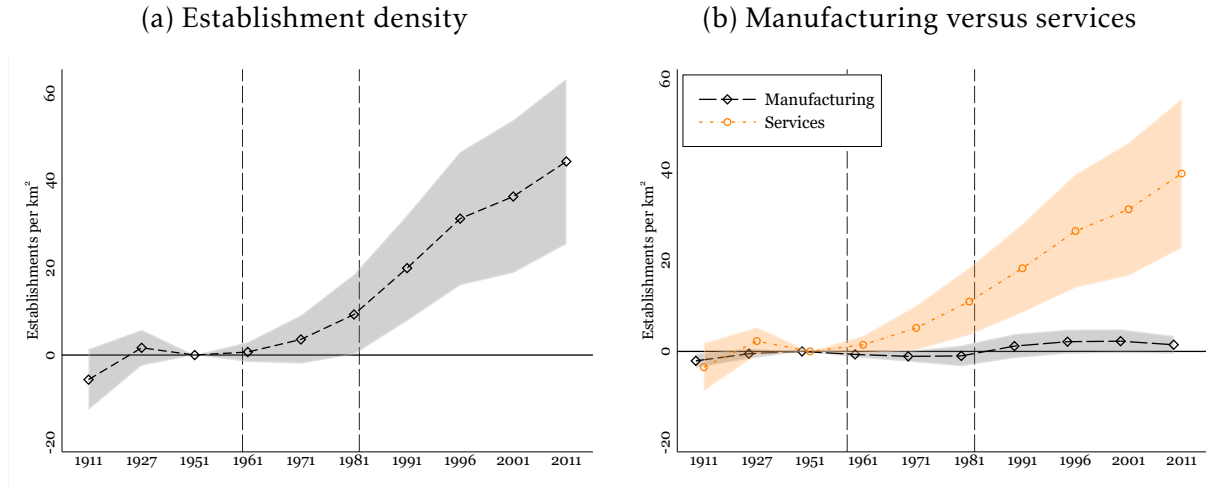 (a) Establishment density
Establishments per km²
60
40
20
0
-20
1911 1927 1951 1961 1971 1981 1991 1996 2001 2011
(b) Manufacturing versus services
Establishments per km²
60
40
20
0
-20
Manufacturing
Services
1911 1927 1951 1961 1971 1981 1991 1996 2001 2011